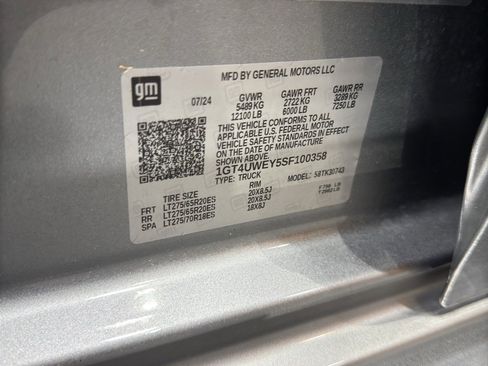 gm
MFD BY GENERAL MOTORS LLC
07/24 GVWR GAWR FRT GAWR RR
5489 KG 2722 KG 3289 KG
12100 LB 6000 LB 7250 LB
THIS VEHICLE CONFORMS TO ALL
APPLICABLE U.S. FEDERAL MOTOR
VEHICLE SAFETY STANDARDS IN EFFECT
ON THE DATE OF MANUFACTURE
SHOWN ABOVE.
1GT4UWEY5SF100358
TYPE: TRUCK MODEL: 58TK30743
TIRE SIZE RIM
FRT LT275/65R20ES 20X8.5J
RR LT275/65R20ES 20X8.5J
SPA LT275/70R18ES 18X8J